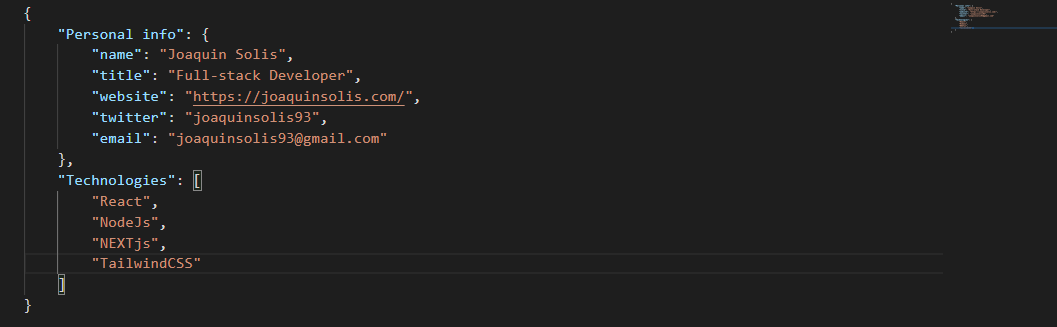 {
    "Personal info": {
        "name": "Joaquin Solis",
        "title": "Full-stack Developer",
        "website": "https://joaquinsolis.com/",
        "twitter": "joaquinsolis93",
        "email": "joaquinsolis93@gmail.com"
    },
    "Technologies": [
        "React",
        "NodeJs",
        "NEXTjs",
        "TailwindCSS"
    ]
}